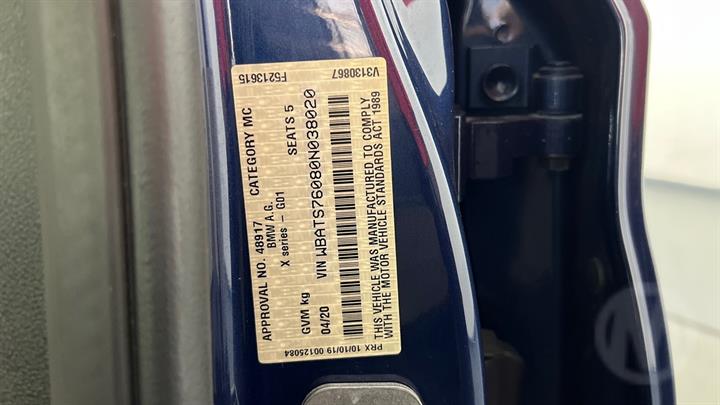 F5213615 V3130867
APPROVAL NO. 48917 CATEGORY MC
BMW A.G.
X series – G01 SEATS 5
VIN WBATS76080N038020
GVM kg
04/20
THIS VEHICLE WAS MANUFACTURED TO COMPLY
WITH THE MOTOR VEHICLE STANDARDS ACT 1989
PRX 10/10/19 00125084